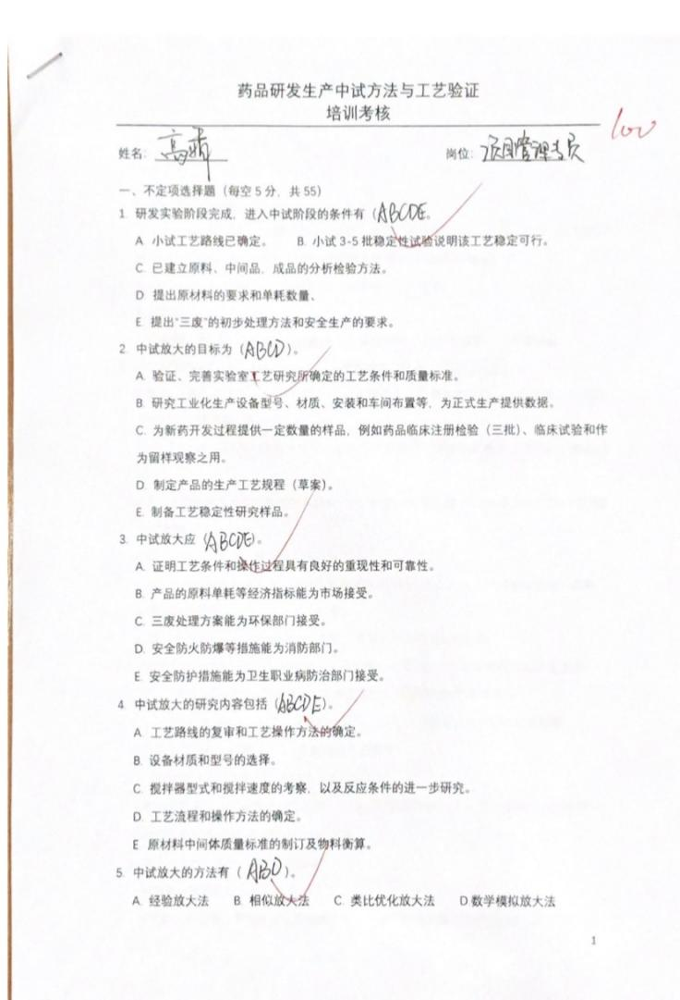 药品研发生产中试方法与工艺验证
培训考核
100
姓名: 高 岗位: 项目管理专员
一、不定项选择题（每空5分，共55）
1. 研发实验阶段完成，进入中试阶段的条件有（ABCDE。
A. 小试工艺路线已确定。 B. 小试3-5批稳定性试验说明该工艺稳定可行。
C. 已建立原料、中间品、成品的分析检验方法。
D. 提出原材料的要求和单耗数量、
E. 提出"三废"的初步处理方法和安全生产的要求。
2. 中试放大的目标为（ABCD）。
A. 验证、完善实验室工艺研究所确定的工艺条件和质量标准。
B. 研究工业化生产设备型号、材质、安装和车间布置等，为正式生产提供数据。
C. 为新药开发过程提供一定数量的样品，例如药品临床注册检验（三批）、临床试验和作
为留样观察之用。
D. 制定产品的生产工艺规程（草案）。
E. 制备工艺稳定性研究样品。
3. 中试放大应（ABCDE）。
A. 证明工艺条件和操作过程具有良好的重现性和可靠性。
B. 产品的原料单耗等经济指标能为市场接受。
C. 三废处理方案能为环保部门接受。
D. 安全防火防爆等措施能为消防部门。
E. 安全防护措施能为卫生职业病防治部门接受。
4. 中试放大的研究内容包括（ABCDE）。
A. 工艺路线的复审和工艺操作方法的确定。
B. 设备材质和型号的选择。
C. 搅拌器型式和搅拌速度的考察，以及反应条件的进一步研究。
D. 工艺流程和操作方法的确定。
E 原材料中间体质量标准的制订及物料衡算。
5. 中试放大的方法有（ABD）。
A. 经验放大法 B. 相似放大法 C. 类比优化放大法 D 数学模拟放大法
1